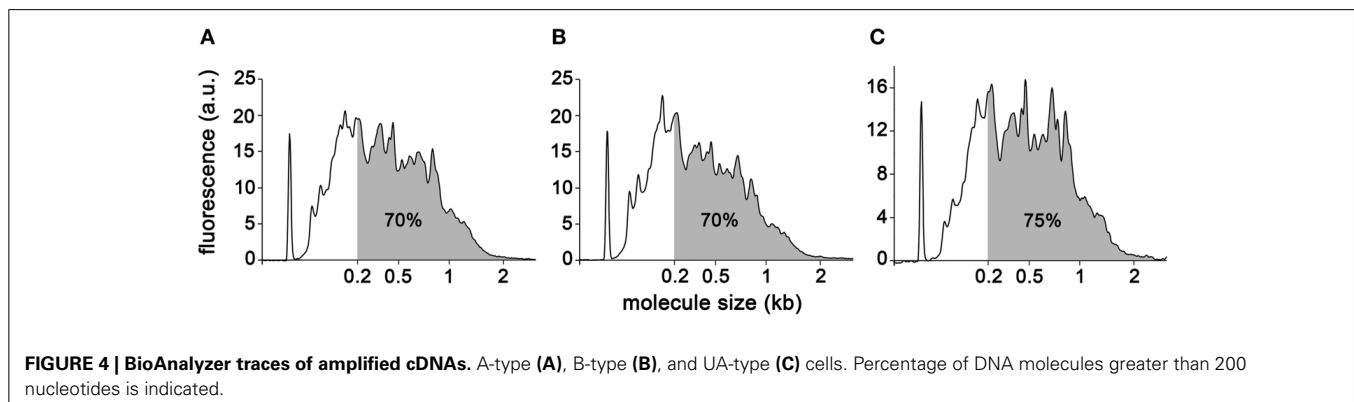 A B C
25 25 16
20 20
15 15 12
10 10 8
5 5 4
0 0 0
fluorescence (a.u.)
70% 70% 75%
0.2 0.5 1 2 0.2 0.5 1 2 0.2 0.5 1 2
molecule size (kb)
FIGURE 4 | BioAnalyzer traces of amplified cDNAs. A-type (A), B-type (B), and UA-type (C) cells. Percentage of DNA molecules greater than 200
nucleotides is indicated.